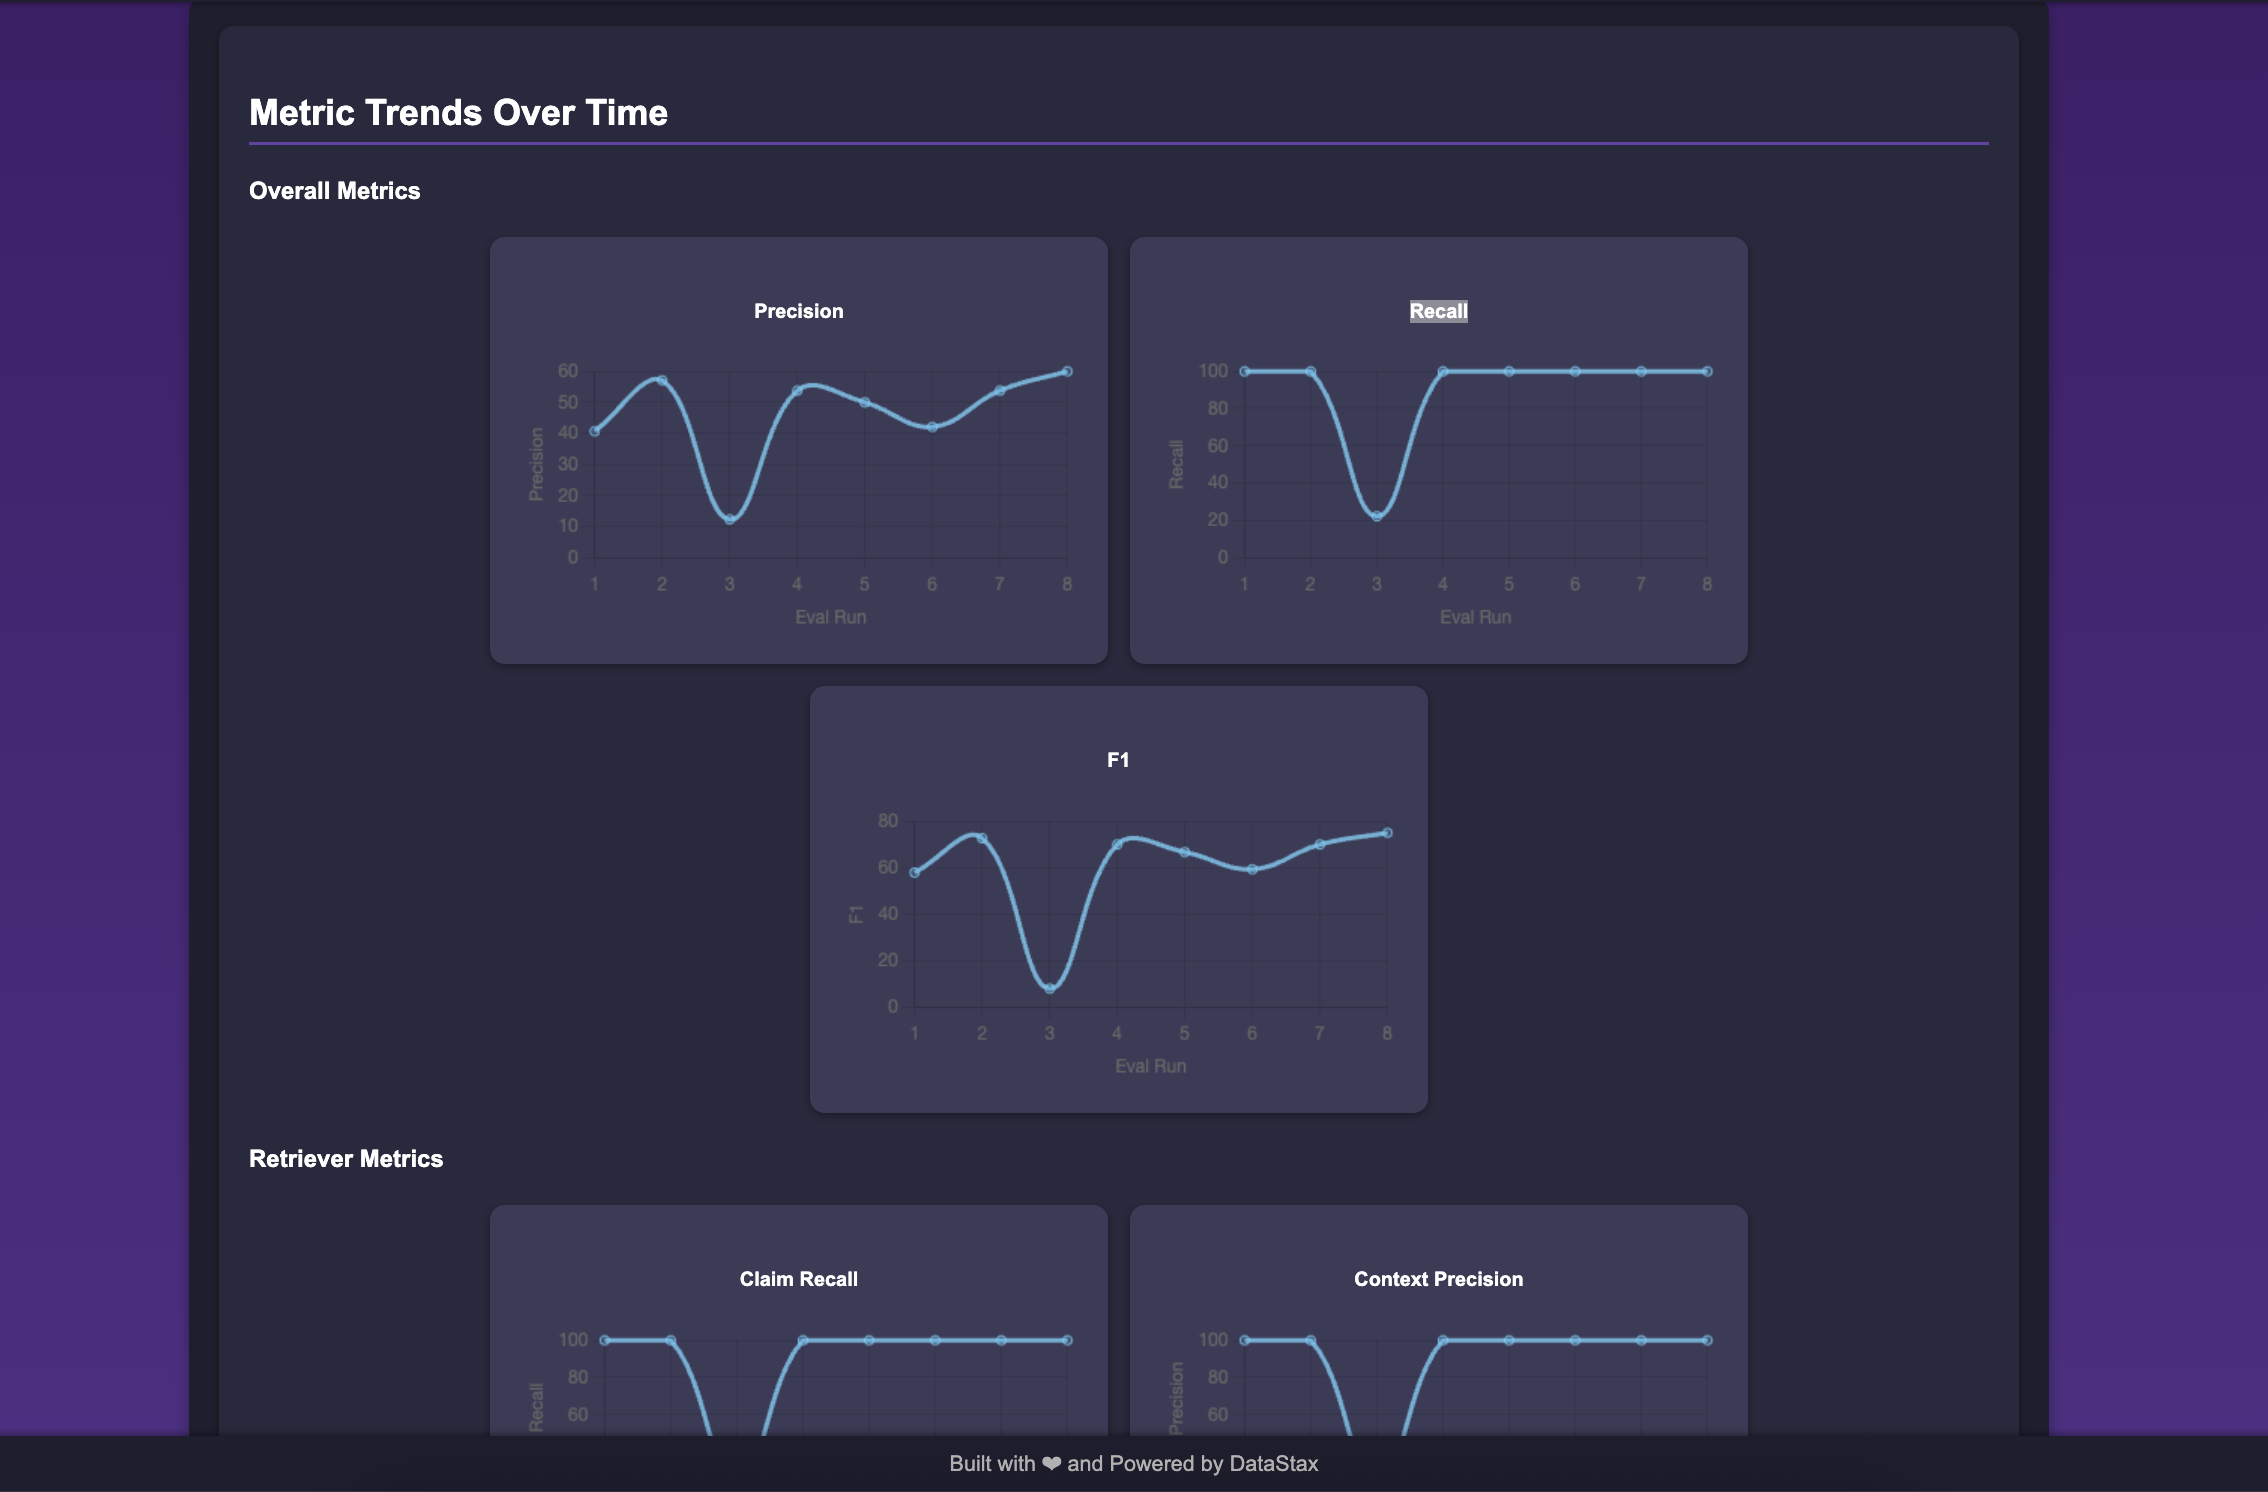 Metric Trends Over Time
Overall Metrics
Precision
60
50
40
30
20
10
0
Precision
1 2 3 4 5 6 7 8
Eval Run
Recall
100
80
60
40
20
0
Recall
1 2 3 4 5 6 7 8
Eval Run
F1
80
60
40
20
0
F1
1 2 3 4 5 6 7 8
Eval Run
Retriever Metrics
Claim Recall
100
80
60
Recall
Context Precision
100
80
60
Precision
Built with ❤ and Powered by DataStax